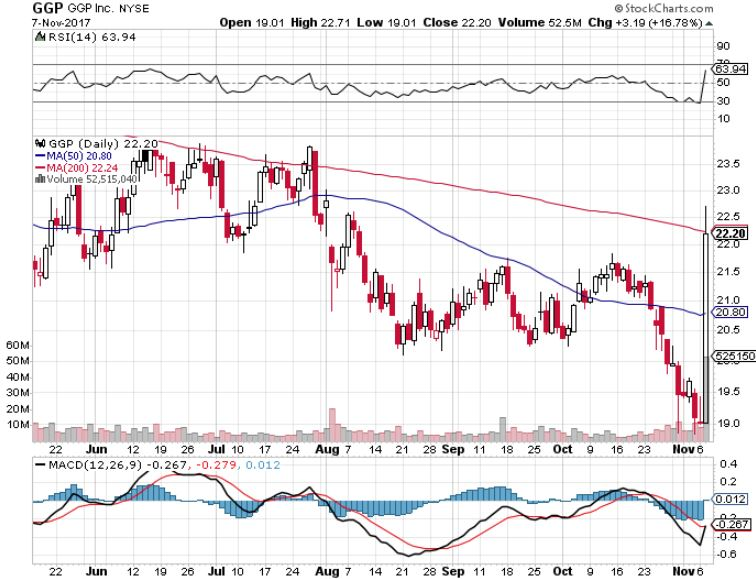 GGP GGP Inc. NYSE
© StockCharts.com
7-Nov-2017 Open 19.01 High 22.71 Low 19.01 Close 22.20 Volume 52.5M Chg +3.19 (+16.78%)
RSI(14) 63.94
90
70
63.94
50
30
10
GGP (Daily) 22.20
MA(50) 20.80
MA(200) 22.24
Volume 52,515,040
23.5
23.0
22.5
22.20
22.0
21.5
21.0
20.80
20.5
525150
19.5
19.0
60M
50M
40M
30M
20M
10M
22 Jun 12 19 26 Jul 10 17 24 Aug 7 14 21 28 Sep 11 18 25 Oct 9 16 23 Nov 6
MACD(12,26,9) -0.267, -0.279, 0.012
0.4
0.2
0.012
-0.2
-0.267
-0.4
-0.6
22 Jun 12 19 26 Jul 10 17 24 Aug 7 14 21 28 Sep 11 18 25 Oct 9 16 23 Nov 6